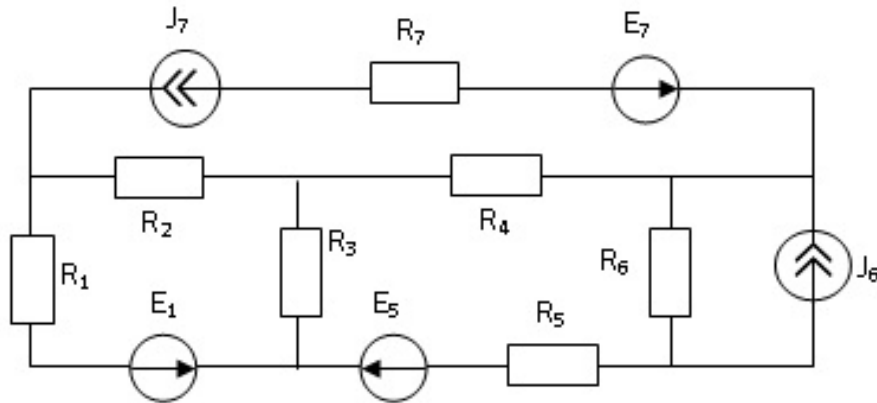 J₇ R₇ E₇
R₂ R₄
R₁ R₃ R₆ J₆
E₁ E₅ R₅